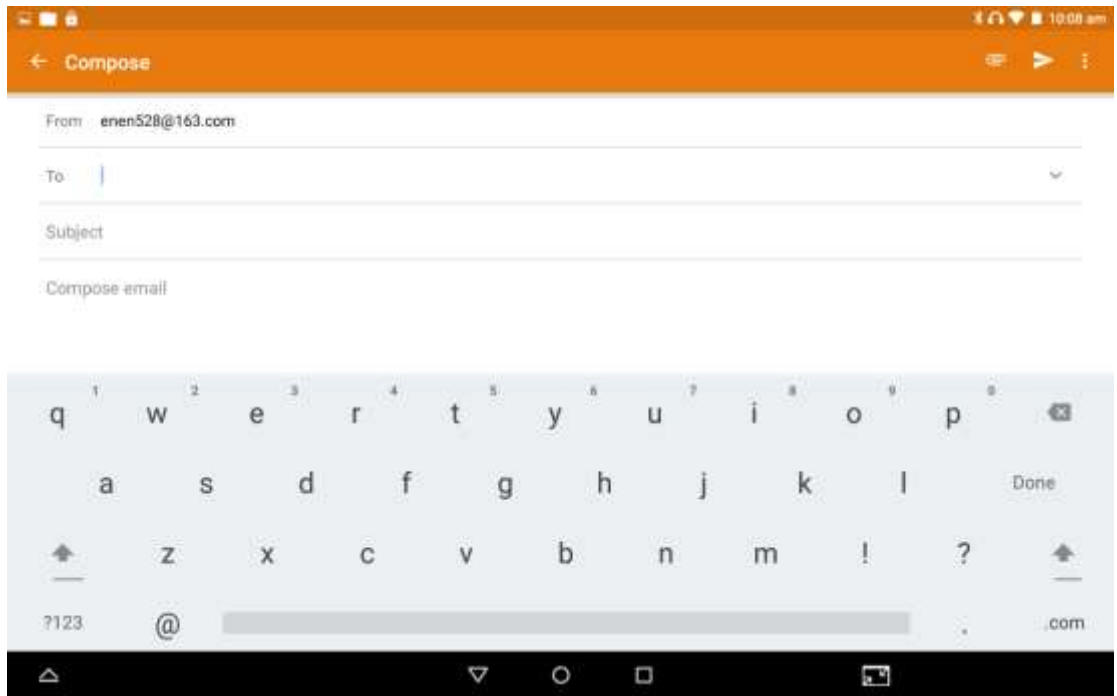 10:08 am
Compose
From enen528@163.com
To
Subject
Compose email
1 2 3 4 5 6 7 8 9 0
q w e r t y u i o p
a s d f g h j k l Done
z x c v b n m ! ?
?123 @ . .com